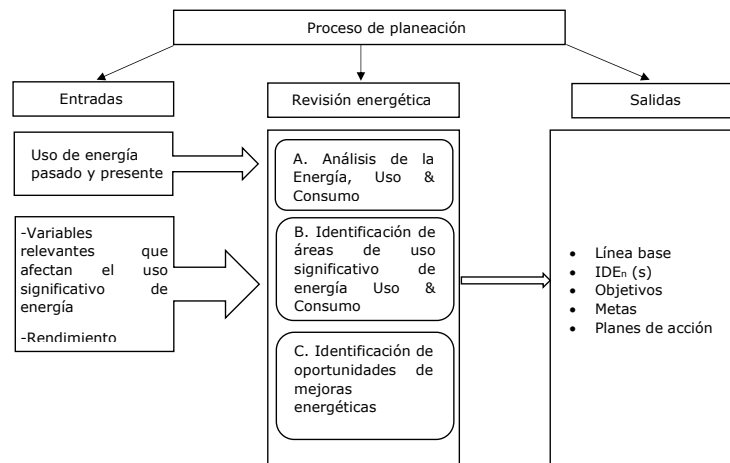 Proceso de planeación
Entradas
Revisión energética
Salidas
Uso de energía
pasado y presente
-Variables
relevantes que
afectan el uso
significativo de
energía
-Rendimiento
A. Análisis de la
Energía, Uso &
Consumo
B. Identificación de
áreas de uso
significativo de
energía Uso &
Consumo
C. Identificación de
oportunidades de
mejoras
energéticas
• Línea base
• IDEn (s)
• Objetivos
• Metas
• Planes de acción